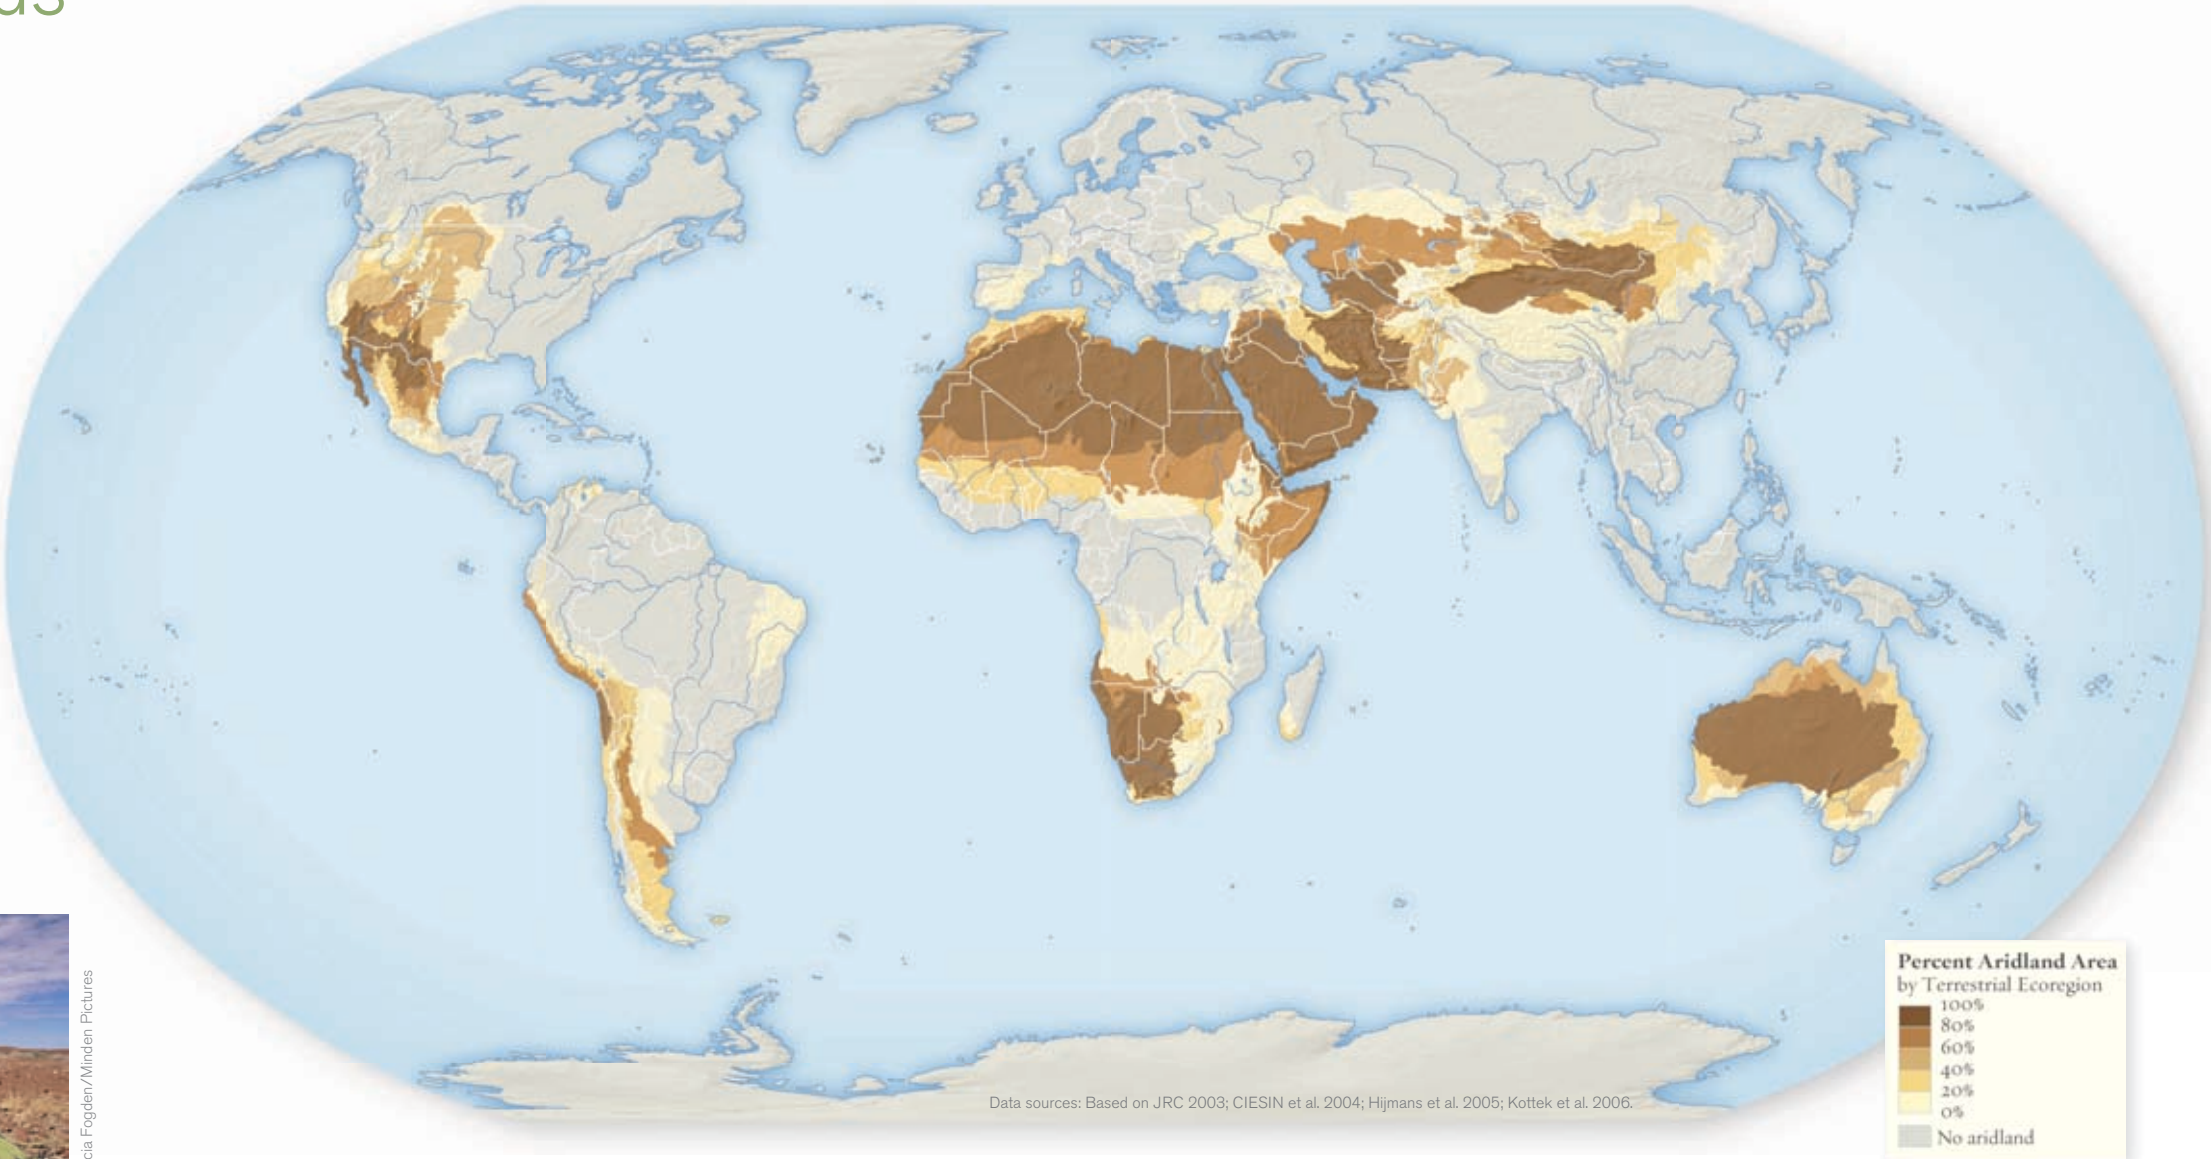 Percent Aridland Area
by Terrestrial Ecoregion
100%
80%
60%
40%
20%
0%
No aridland
Data sources: Based on JRC 2003; CIESIN et al. 2004; Hijmans et al. 2005; Kottek et al. 2006.
Fogden/Minden Pictures